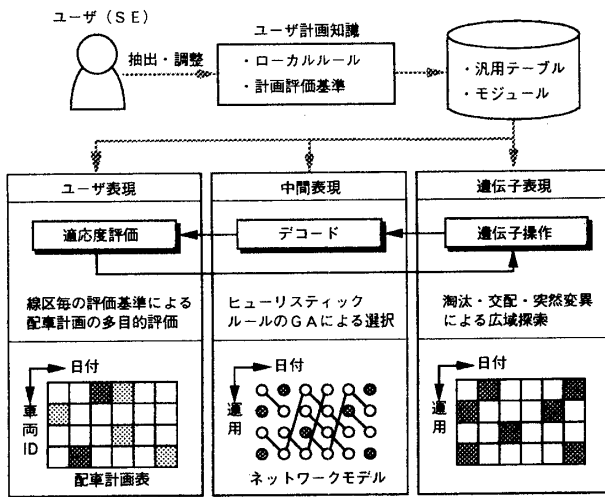 ユーザ(SE)
抽出・調整
ユーザ計画知識
・ローカルルール
・計画評価基準
・汎用テーブル
・モジュール
ユーザ表現
適応度評価
線区毎の評価基準による
配車計画の多目的評価
日付
車両ID
配車計画表
中間表現
デコード
ヒューリスティック
ルールのGAによる選択
日付
運用
ネットワークモデル
遺伝子表現
遺伝子操作
淘汰・交配・突然変異
による広域探索
日付
運用